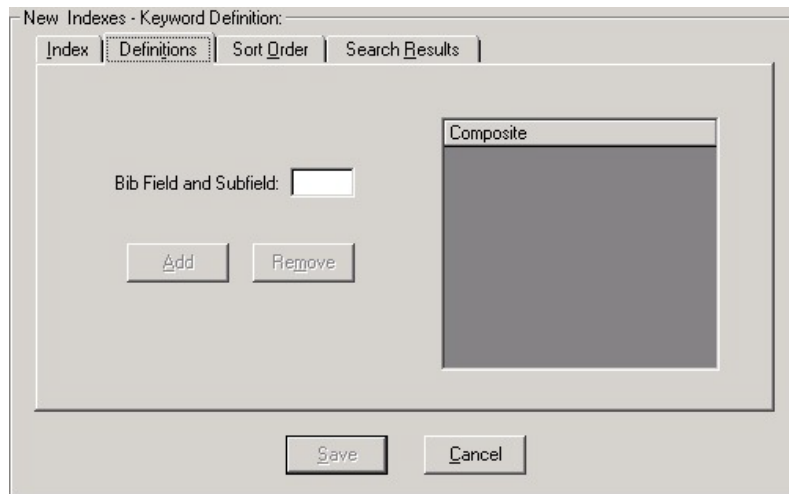 New Indexes - Keyword Definition:
Index Definitions Sort Order Search Results
Composite
Bib Field and Subfield:
Add Remove
Save Cancel